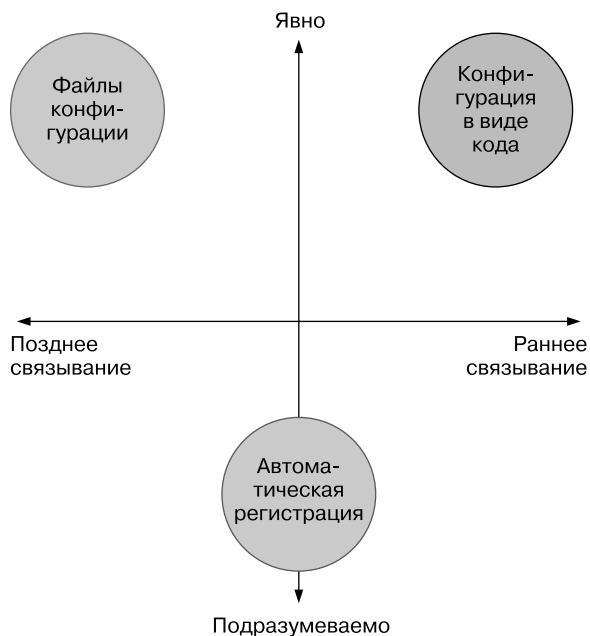 Явно
Файлы
конфи-
гурации
Конфи-
гурация
в виде
кода
Позднее
связывание
Раннее
связывание
Автома-
тическая
регистрация
Подразумеваемо